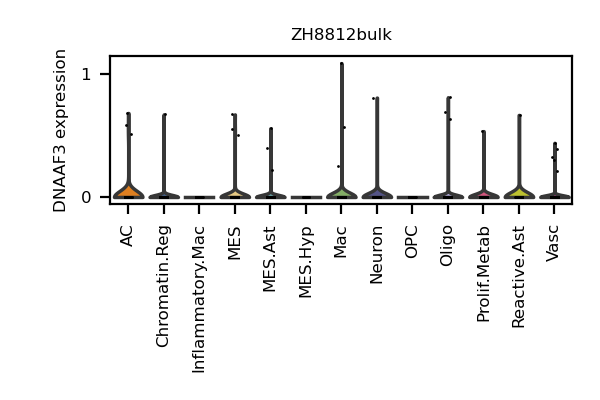 ZH8812bulk
DNAAF3 expression
1
0
AC
Chromatin.Reg
Inflammatory.Mac
MES
MES.Ast
MES.Hyp
Mac
Neuron
OPC
Oligo
Prolif.Metab
Reactive.Ast
Vasc